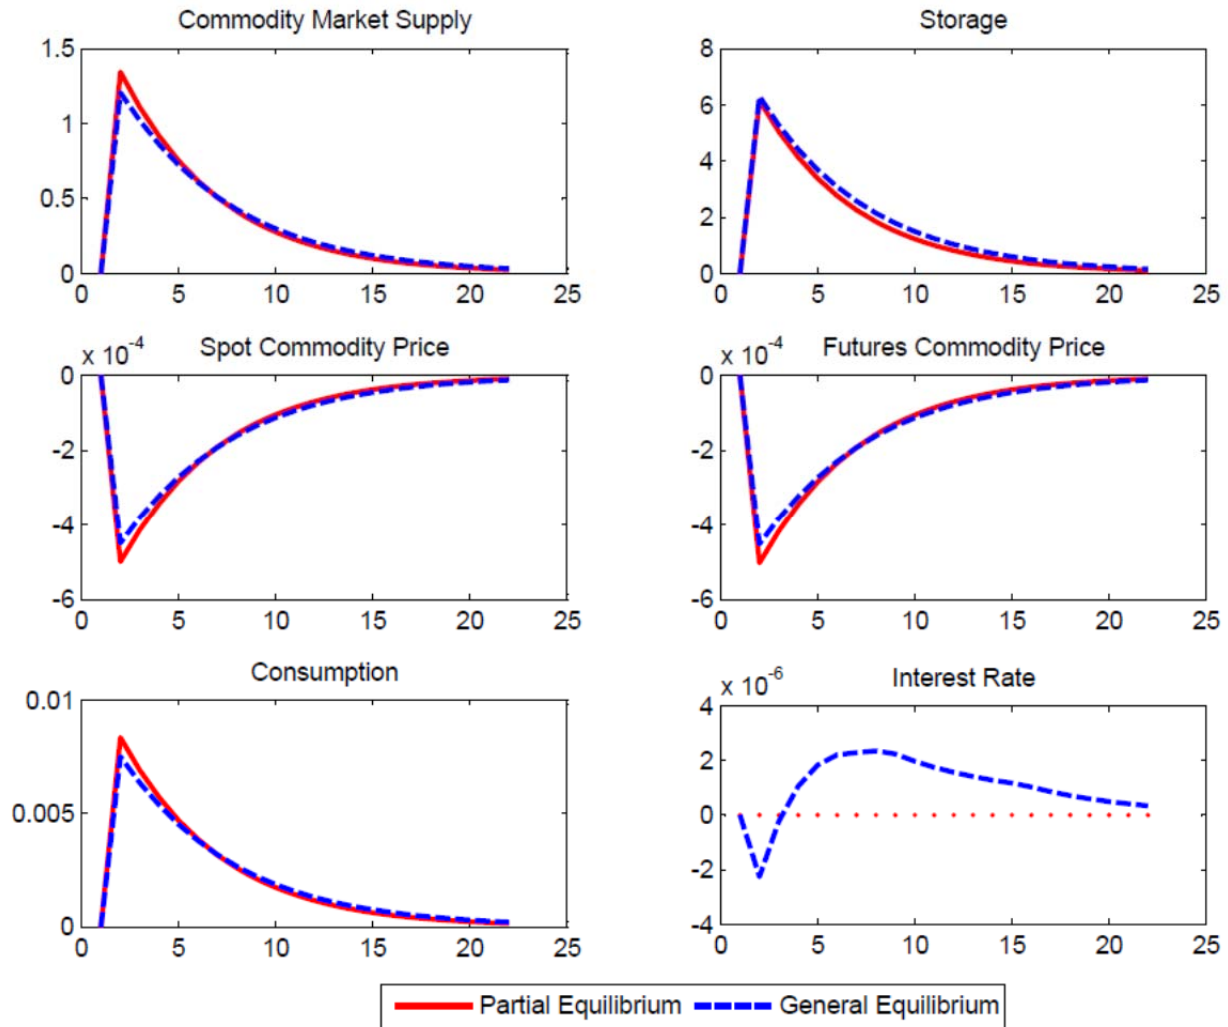 Commodity Market Supply
1.5
1
0.5
0
0 5 10 15 20 25
Storage
8
6
4
2
0
0 5 10 15 20 25
x 10-4
Spot Commodity Price
0
-2
-4
-6
0 5 10 15 20 25
x 10-4
Futures Commodity Price
0
-2
-4
-6
0 5 10 15 20 25
Consumption
0.01
0.005
0
0 5 10 15 20 25
x 10-6
Interest Rate
4
2
0
-2
-4
0 5 10 15 20 25
Partial Equilibrium General Equilibrium